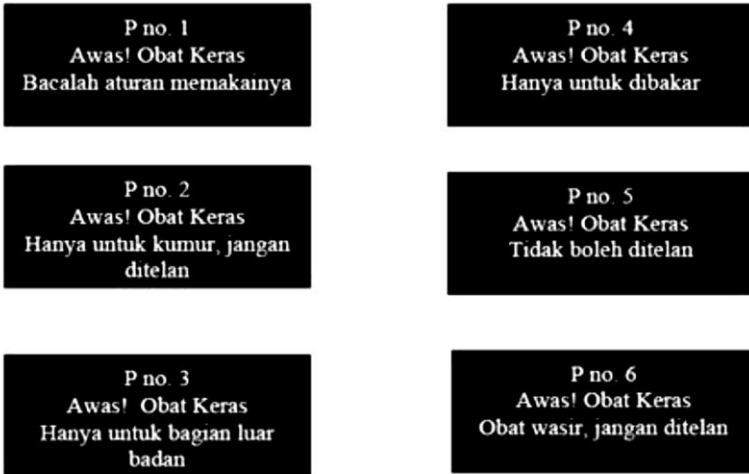 P no. 1
Awas! Obat Keras
Bacalah aturan memakainya
P no. 2
Awas! Obat Keras
Hanya untuk kumur, jangan
ditelan
P no. 3
Awas! Obat Keras
Hanya untuk bagian luar
badan
P no. 4
Awas! Obat Keras
Hanya untuk dibakar
P no. 5
Awas! Obat Keras
Tidak boleh ditelan
P no. 6
Awas! Obat Keras
Obat wasir, jangan ditelan